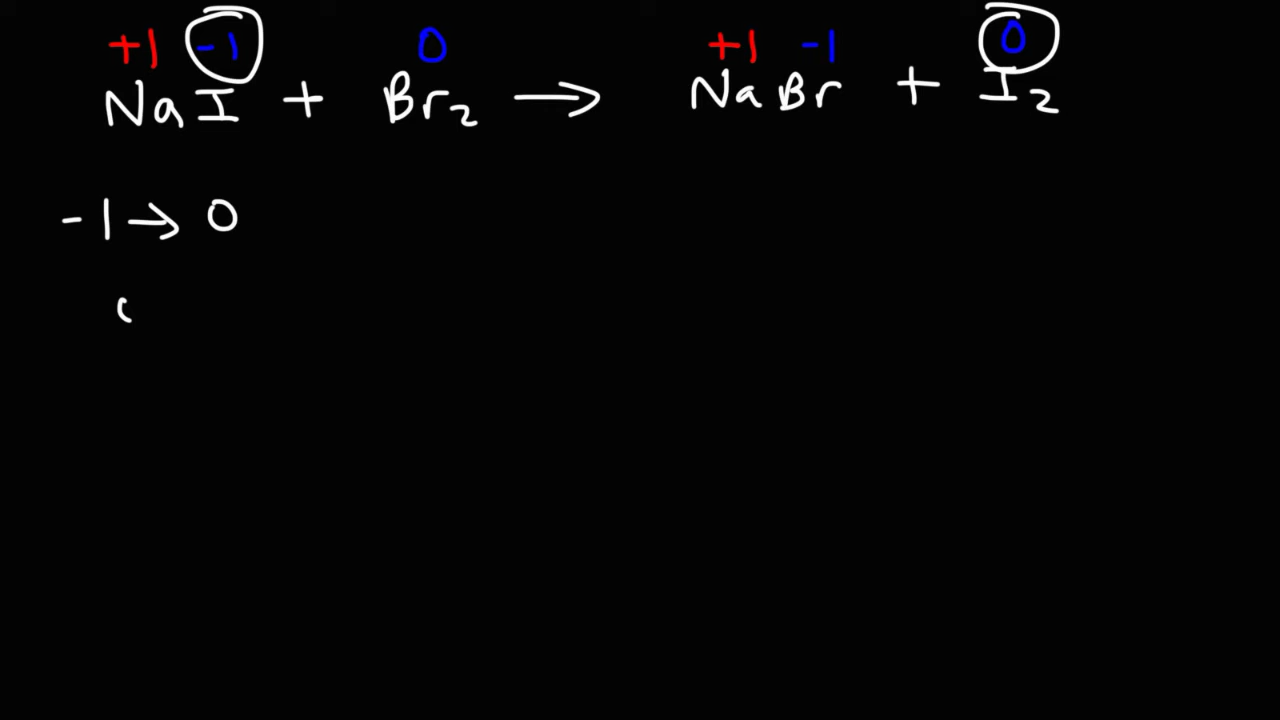 +1 -1 0 +1 -1 0
NaI + Br₂ → NaBr + I₂
-1 → 0